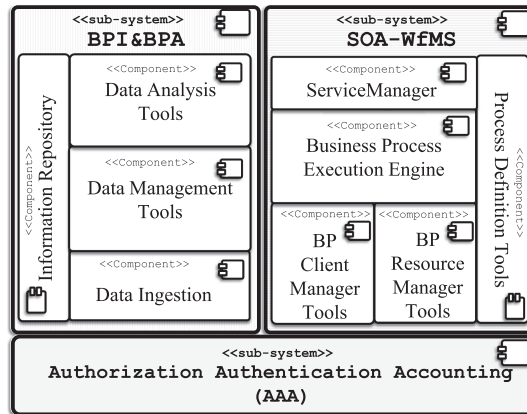 <<sub-system>>
BPI&BPA
<<Component>>
Information Repository
<<Component>>
Data Analysis
Tools
<<Component>>
Data Management
Tools
<<Component>>
Data Ingestion
<<sub-system>>
SOA-WfMS
<<Component>>
ServiceManager
<<Component>>
Business Process
Execution Engine
<<Component>>
BP
Client
Manager
Tools
<<Component>>
BP
Resource
Manager
Tools
<<Component>>
Process Definition Tools
<<sub-system>>
Authorization Authentication Accounting
(AAA)